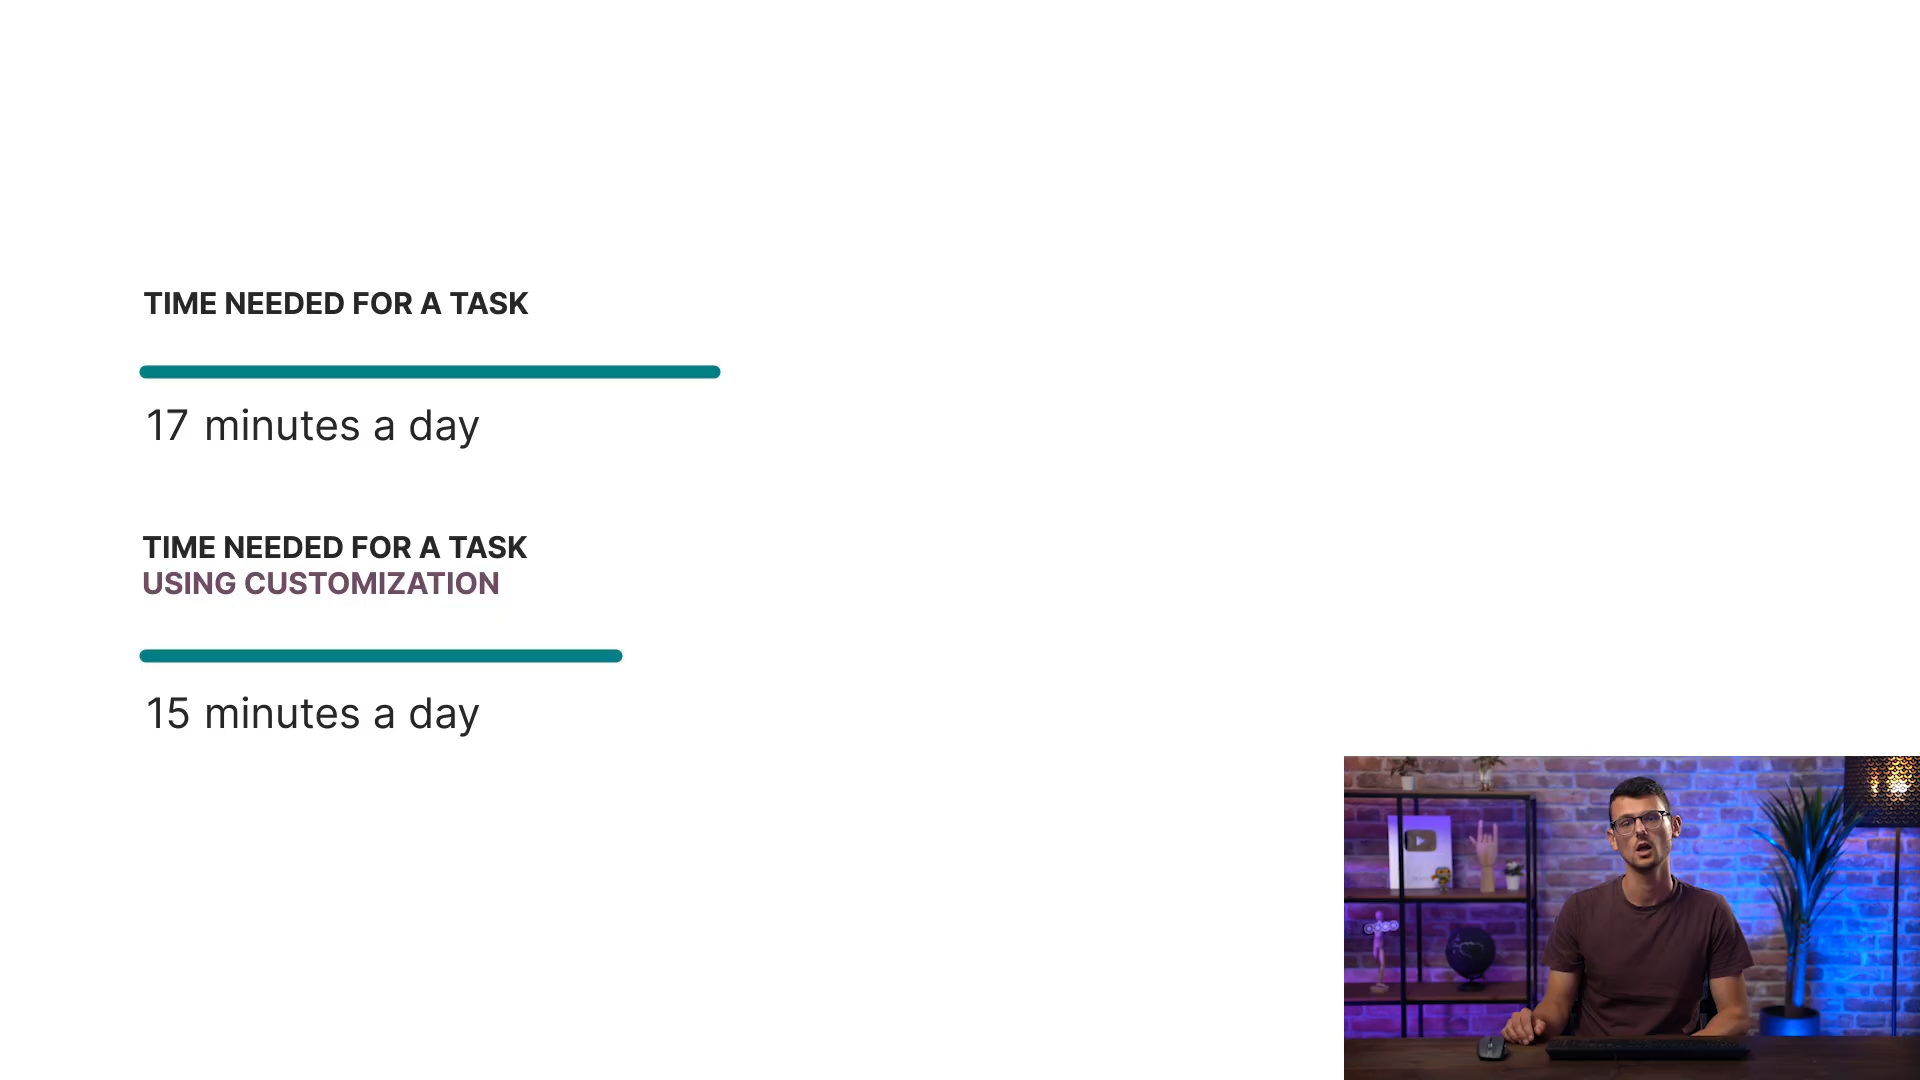 TIME NEEDED FOR A TASK
17 minutes a day
TIME NEEDED FOR A TASK
USING CUSTOMIZATION
15 minutes a day